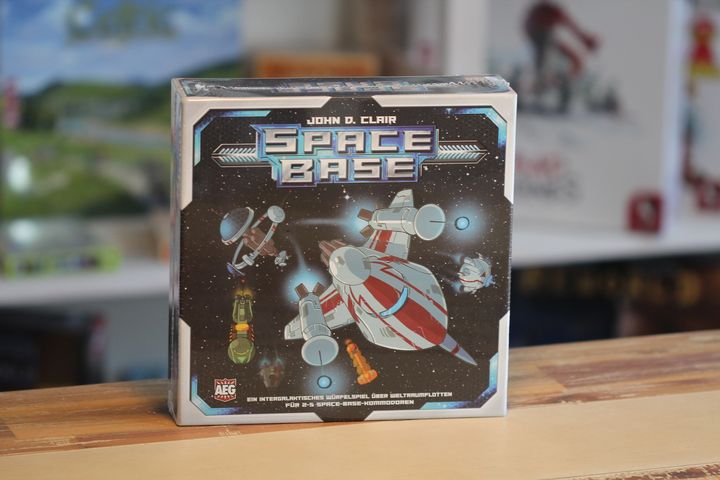 JOHN D. CLAIR
SPACE
BASE
AEG
EIN INTERGALAKTISCHES WÜRFELSPIEL ÜBER WELTRAUMFLOTTEN
FÜR 2-5 SPACE-BASE-KOMMODOREN